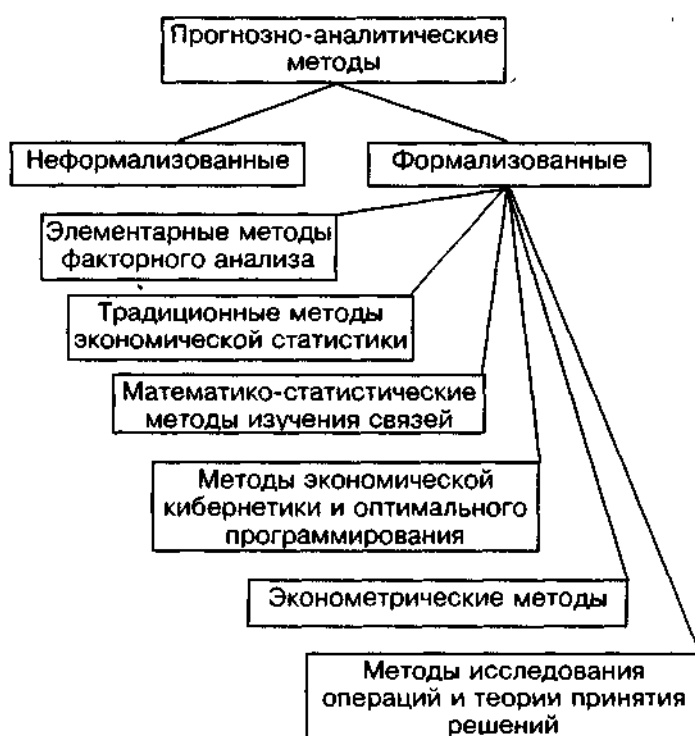 Прогнозно-аналитические
методы
Неформализованные
Формализованные
Элементарные методы
факторного анализа
Традиционные методы
экономической статистики
Математико-статистические
методы изучения связей
Методы экономической
кибернетики и оптимального
программирования
Эконометрические методы
Методы исследования
операций и теории принятия
решений